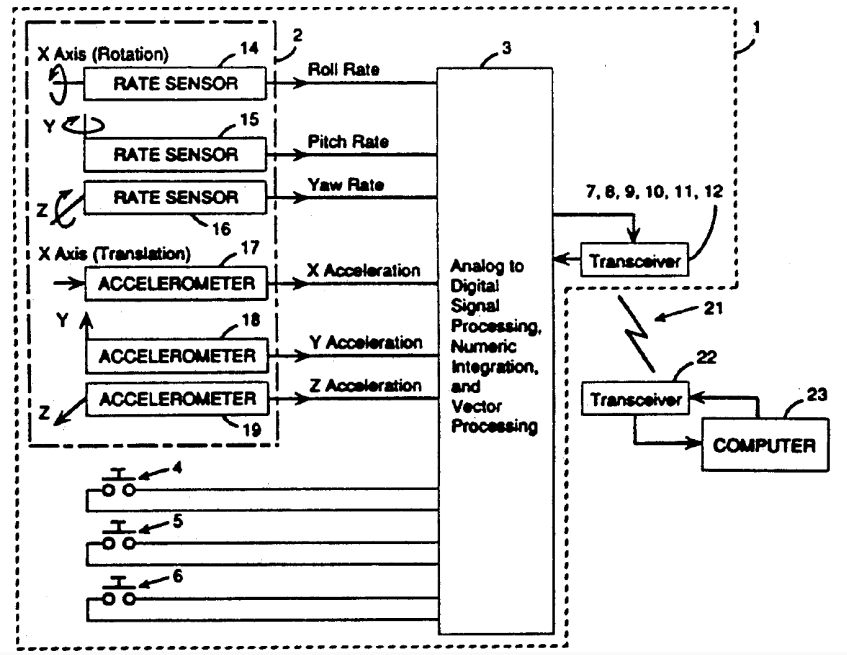 14
2
1
X Axis (Rotation)
3
RATE SENSOR
Roll Rate
Y
15
RATE SENSOR
Pitch Rate
Z
RATE SENSOR
Yaw Rate
16
7, 8, 9, 10, 11, 12
X Axis (Translation)
17
ACCELEROMETER
X Acceleration
Transceiver
Analog to
Digital
Signal
Processing,
Numeric
Integration,
and
Vector
Processing
Y
18
ACCELEROMETER
Y Acceleration
21
22
Z
ACCELEROMETER
Z Acceleration
19
Transceiver
23
COMPUTER
4
5
6